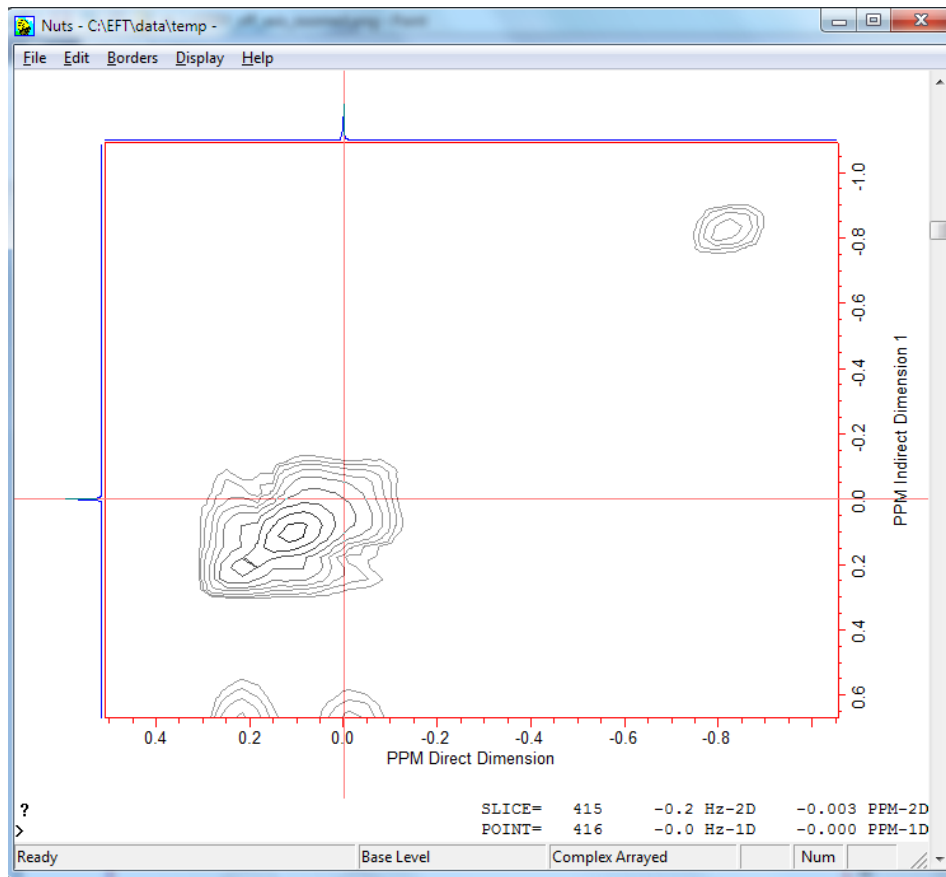 Nuts - C:\EFT\data\temp -
File Edit Borders Display Help
-1.0
-0.8
-0.6
-0.4
-0.2
0.0
0.2
0.4
0.6
PPM Indirect Dimension 1
0.4 0.2 0.0 -0.2 -0.4 -0.6 -0.8
PPM Direct Dimension
? SLICE= 415 -0.2 Hz-2D -0.003 PPM-2D
> POINT= 416 -0.0 Hz-1D -0.000 PPM-1D
Ready Base Level Complex Arrayed Num